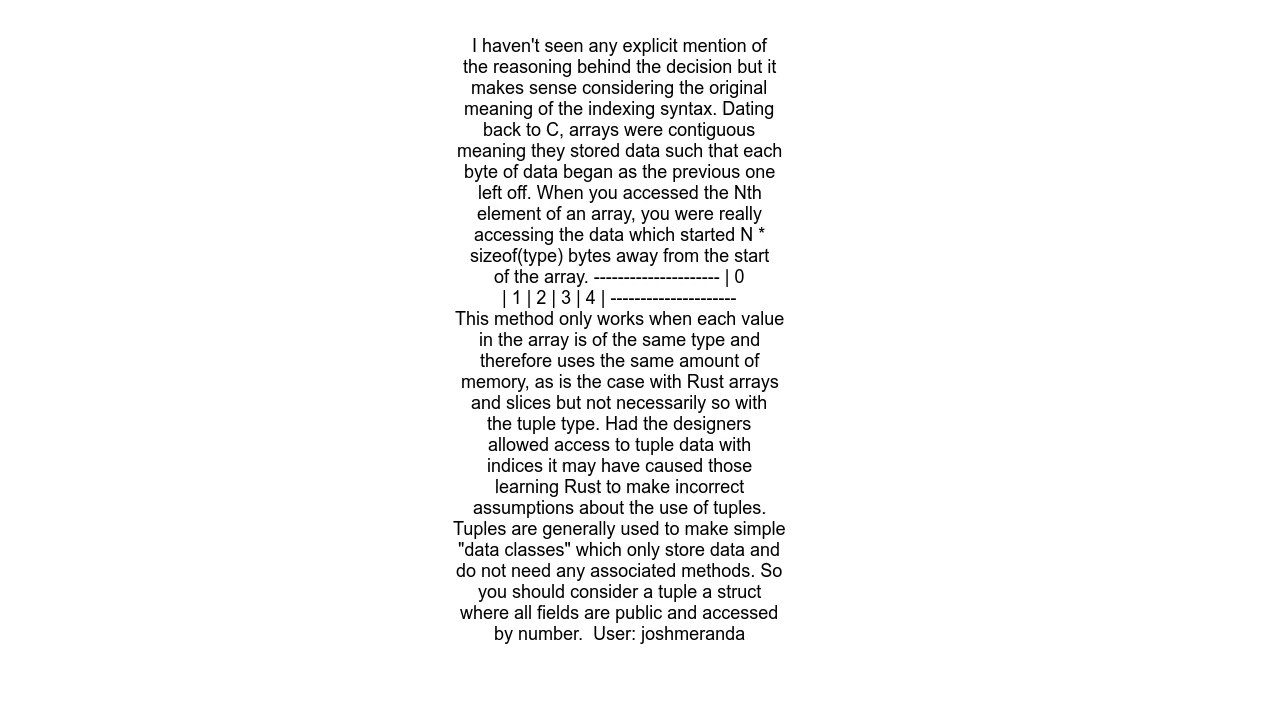 I haven't seen any explicit mention of
the reasoning behind the decision but it
makes sense considering the original
meaning of the indexing syntax. Dating
back to C, arrays were contiguous
meaning they stored data such that each
byte of data began as the previous one
left off. When you accessed the Nth
element of an array, you were really
accessing the data which started N *
sizeof(type) bytes away from the start
of the array. --------------------- | 0
| 1 | 2 | 3 | 4 | ---------------------
This method only works when each value
in the array is of the same type and
therefore uses the same amount of
memory, as is the case with Rust arrays
and slices but not necessarily so with
the tuple type. Had the designers
allowed access to tuple data with
indices it may have caused those
learning Rust to make incorrect
assumptions about the use of tuples.
Tuples are generally used to make simple
"data classes" which only store data and
do not need any associated methods. So
you should consider a tuple a struct
where all fields are public and accessed
by number.  User: joshmeranda